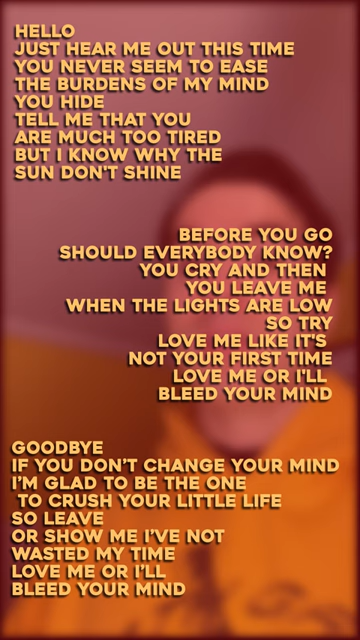 HELLO
JUST HEAR ME OUT THIS TIME
YOU NEVER SEEM TO EASE
THE BURDENS OF MY MIND
YOU HIDE
TELL ME THAT YOU
ARE MUCH TOO TIRED
BUT I KNOW WHY THE
SUN DON'T SHINE
BEFORE YOU GO
SHOULD EVERYBODY KNOW?
YOU CRY AND THEN
YOU LEAVE ME
WHEN THE LIGHTS ARE LOW
SO TRY
LOVE ME LIKE IT'S
NOT YOUR FIRST TIME
LOVE ME OR I'LL
BLEED YOUR MIND
GOODBYE
IF YOU DON'T CHANGE YOUR MIND
I'M GLAD TO BE THE ONE
TO CRUSH YOUR LITTLE LIFE
SO LEAVE
OR SHOW ME I'VE NOT
WASTED MY TIME
LOVE ME OR I'LL
BLEED YOUR MIND